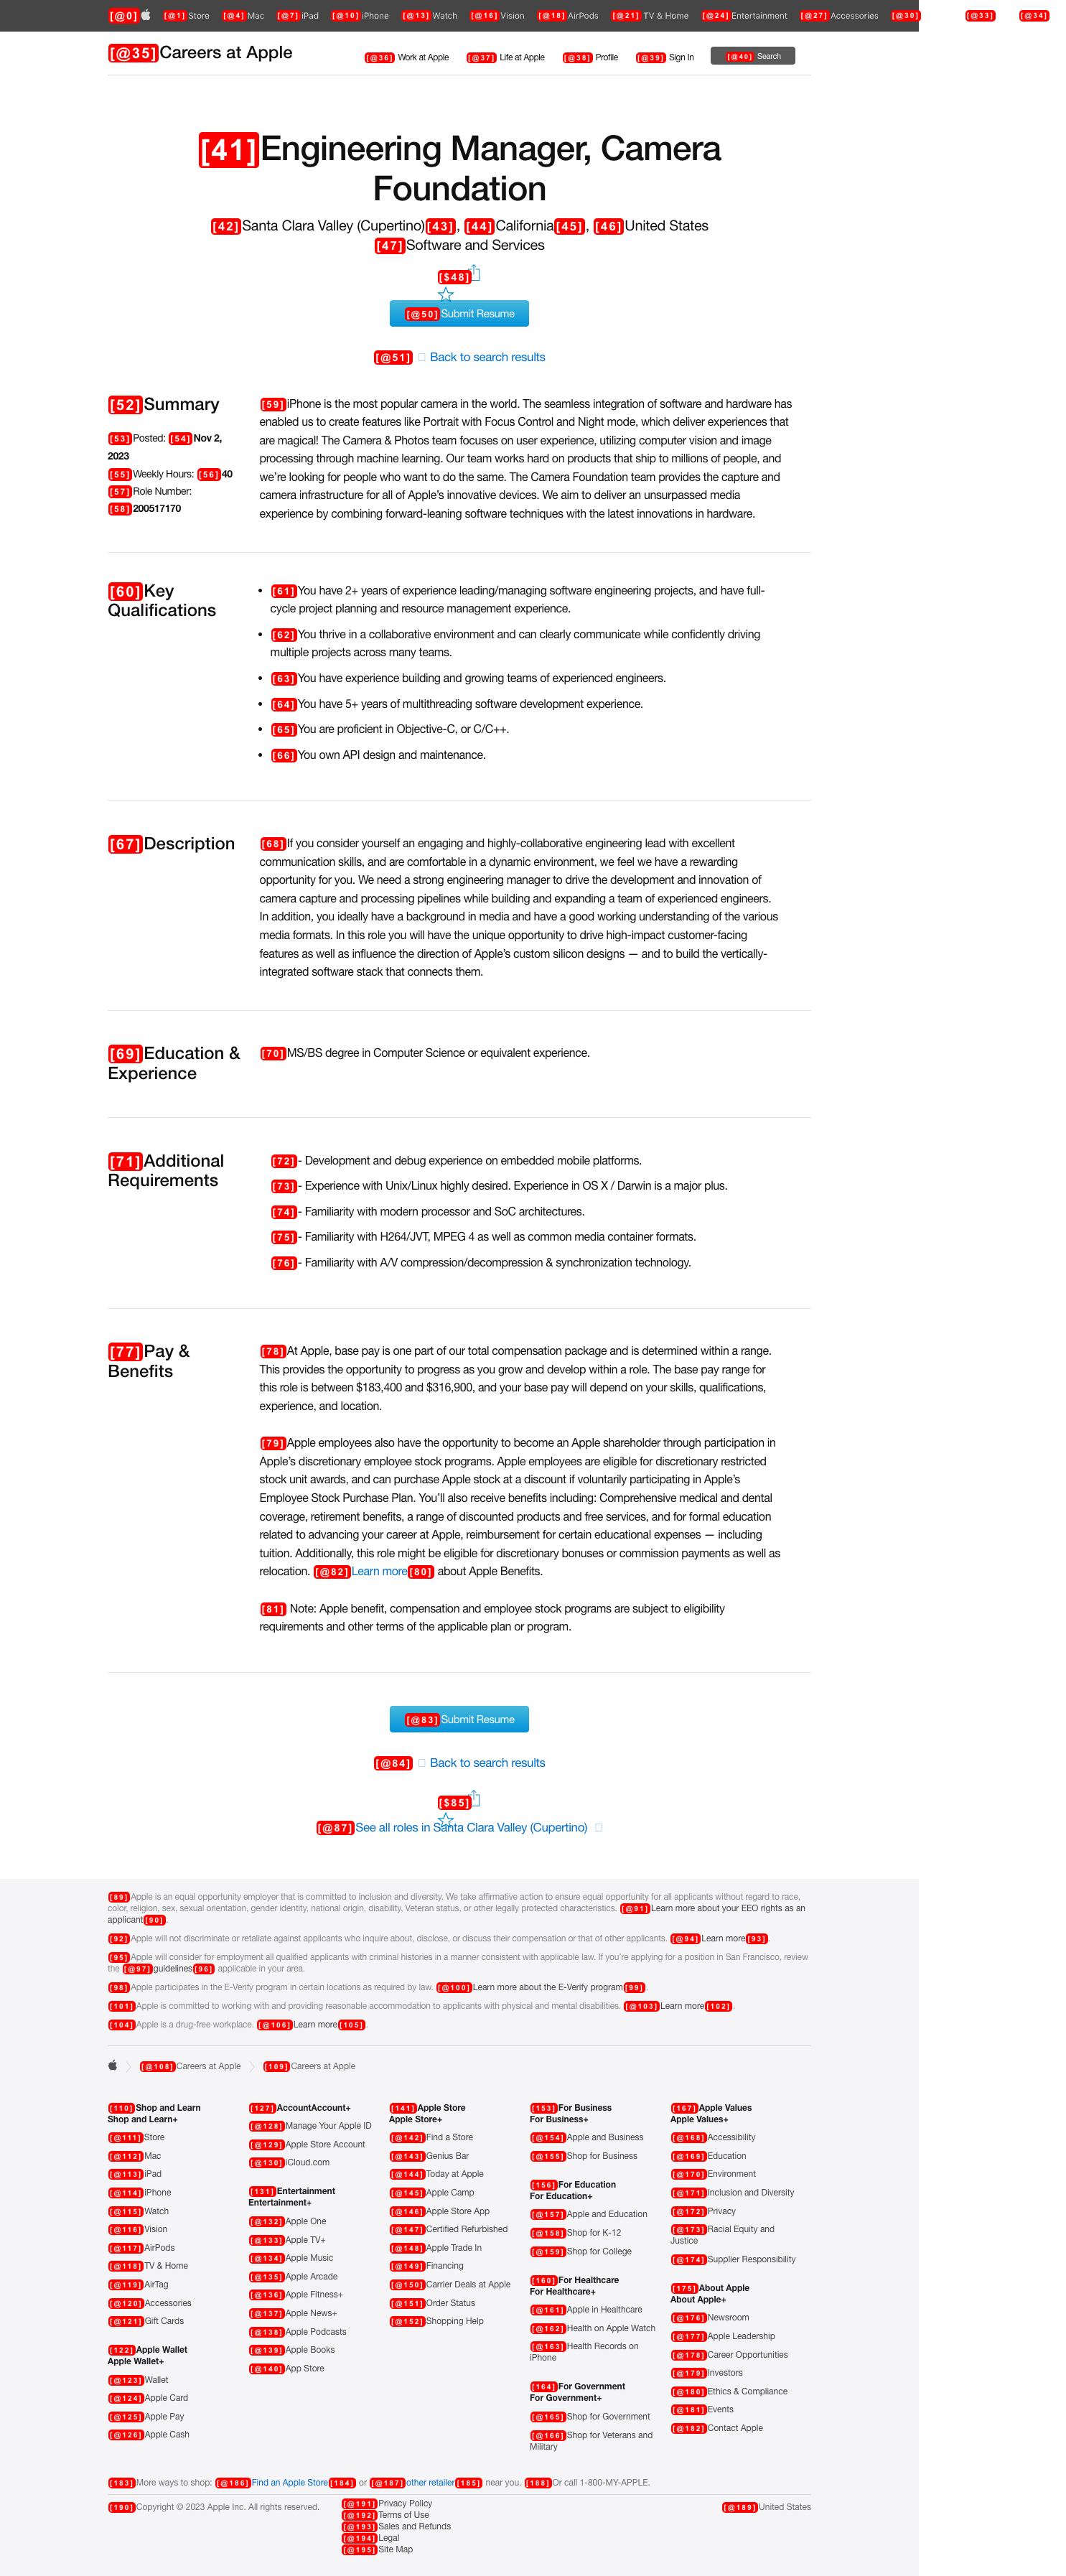 [@0] [@1] Store [@4] Mac [@7] iPad [@10] iPhone [@13] Watch [@16] Vision [@18] AirPods [@21] TV & Home [@24] Entertainment [@27] Accessories [@30] [@33] [@34]
[@35]Careers at Apple
[@36] Work at Apple [@37] Life at Apple [@38] Profile [@39] Sign In [@40] Search
[41]Engineering Manager, Camera
Foundation
[42]Santa Clara Valley (Cupertino)[43], [44]California[45], [46]United States
[47]Software and Services
[$48]
[@50]Submit Resume
[@51] Back to search results
[52]Summary
[53]Posted: [54]Nov 2,
2023
[55]Weekly Hours: [56]40
[57]Role Number:
[58]200517170
[59]iPhone is the most popular camera in the world. The seamless integration of software and hardware has
enabled us to create features like Portrait with Focus Control and Night mode, which deliver experiences that
are magical! The Camera & Photos team focuses on user experience, utilizing computer vision and image
processing through machine learning. Our team works hard on products that ship to millions of people, and
we're looking for people who want to do the same. The Camera Foundation team provides the capture and
camera infrastructure for all of Apple's innovative devices. We aim to deliver an unsurpassed media
experience by combining forward-leaning software techniques with the latest innovations in hardware.
[60]Key
Qualifications
• [61]You have 2+ years of experience leading/managing software engineering projects, and have full-
cycle project planning and resource management experience.
• [62]You thrive in a collaborative environment and can clearly communicate while confidently driving
multiple projects across many teams.
• [63]You have experience building and growing teams of experienced engineers.
• [64]You have 5+ years of multithreading software development experience.
• [65]You are proficient in Objective-C, or C/C++.
• [66]You own API design and maintenance.
[67]Description
[68]If you consider yourself an engaging and highly-collaborative engineering lead with excellent
communication skills, and are comfortable in a dynamic environment, we feel we have a rewarding
opportunity for you. We need a strong engineering manager to drive the development and innovation of
camera capture and processing pipelines while building and expanding a team of experienced engineers.
In addition, you ideally have a background in media and have a good working understanding of the various
media formats. In this role you will have the unique opportunity to drive high-impact customer-facing
features as well as influence the direction of Apple's custom silicon designs — and to build the vertically-
integrated software stack that connects them.
[69]Education &
Experience
[70]MS/BS degree in Computer Science or equivalent experience.
[71]Additional
Requirements
[72]- Development and debug experience on embedded mobile platforms.
[73]- Experience with Unix/Linux highly desired. Experience in OS X / Darwin is a major plus.
[74]- Familiarity with modern processor and SoC architectures.
[75]- Familiarity with H264/JVT, MPEG 4 as well as common media container formats.
[76]- Familiarity with A/V compression/decompression & synchronization technology.
[77]Pay &
Benefits
[78]At Apple, base pay is one part of our total compensation package and is determined within a range.
This provides the opportunity to progress as you grow and develop within a role. The base pay range for
this role is between $183,400 and $316,900, and your base pay will depend on your skills, qualifications,
experience, and location.
[79]Apple employees also have the opportunity to become an Apple shareholder through participation in
Apple's discretionary employee stock programs. Apple employees are eligible for discretionary restricted
stock unit awards, and can purchase Apple stock at a discount if voluntarily participating in Apple's
Employee Stock Purchase Plan. You'll also receive benefits including: Comprehensive medical and dental
coverage, retirement benefits, a range of discounted products and free services, and for formal education
related to advancing your career at Apple, reimbursement for certain educational expenses — including
tuition. Additionally, this role might be eligible for discretionary bonuses or commission payments as well as
relocation. [@82]Learn more[80] about Apple Benefits.
[81] Note: Apple benefit, compensation and employee stock programs are subject to eligibility
requirements and other terms of the applicable plan or program.
[@83]Submit Resume
[@84] Back to search results
[$85]
[@87]See all roles in Santa Clara Valley (Cupertino)
[89]Apple is an equal opportunity employer that is committed to inclusion and diversity. We take affirmative action to ensure equal opportunity for all applicants without regard to race,
color, religion, sex, sexual orientation, gender identity, national origin, disability, Veteran status, or other legally protected characteristics. [@91]Learn more about your EEO rights as an
applicant[90].
[92]Apple will not discriminate or retaliate against applicants who inquire about, disclose, or discuss their compensation or that of other applicants. [@94]Learn more[93].
[95]Apple will consider for employment all qualified applicants with criminal histories in a manner consistent with applicable law. If you're applying for a position in San Francisco, review
the [@97]guidelines[96] applicable in your area.
[98]Apple participates in the E-Verify program in certain locations as required by law. [@100]Learn more about the E-Verify program[99].
[101]Apple is committed to working with and providing reasonable accommodation to applicants with physical and mental disabilities. [@103]Learn more[102].
[104]Apple is a drug-free workplace. [@106]Learn more[105].
[@108]Careers at Apple [109]Careers at Apple
[110]Shop and Learn
Shop and Learn+
[@111]Store
[@112]Mac
[@113]iPad
[@114]iPhone
[@115]Watch
[@116]Vision
[@117]AirPods
[@118]TV & Home
[@119]AirTag
[@120]Accessories
[@121]Gift Cards
[122]Apple Wallet
Apple Wallet+
[@123]Wallet
[@124]Apple Card
[@125]Apple Pay
[@126]Apple Cash
[127]AccountAccount+
[@128]Manage Your Apple ID
[@129]Apple Store Account
[@130]iCloud.com
[131]Entertainment
Entertainment+
[@132]Apple One
[@133]Apple TV+
[@134]Apple Music
[@135]Apple Arcade
[@136]Apple Fitness+
[@137]Apple News+
[@138]Apple Podcasts
[@139]Apple Books
[@140]App Store
[141]Apple Store
Apple Store+
[@142]Find a Store
[@143]Genius Bar
[@144]Today at Apple
[@145]Apple Camp
[@146]Apple Store App
[@147]Certified Refurbished
[@148]Apple Trade In
[@149]Financing
[@150]Carrier Deals at Apple
[@151]Order Status
[@152]Shopping Help
[153]For Business
For Business+
[@154]Apple and Business
[@155]Shop for Business
[156]For Education
For Education+
[@157]Apple and Education
[@158]Shop for K-12
[@159]Shop for College
[160]For Healthcare
For Healthcare+
[@161]Apple in Healthcare
[@162]Health on Apple Watch
[@163]Health Records on
iPhone
[164]For Government
For Government+
[@165]Shop for Government
[@166]Shop for Veterans and
Military
[167]Apple Values
Apple Values+
[@168]Accessibility
[@169]Education
[@170]Environment
[@171]Inclusion and Diversity
[@172]Privacy
[@173]Racial Equity and
Justice
[@174]Supplier Responsibility
[175]About Apple
About Apple+
[@176]Newsroom
[@177]Apple Leadership
[@178]Career Opportunities
[@179]Investors
[@180]Ethics & Compliance
[@181]Events
[@182]Contact Apple
[183]More ways to shop: [@186]Find an Apple Store[184] or [@187]other retailer[185] near you. [188]Or call 1-800-MY-APPLE.
[190]Copyright © 2023 Apple Inc. All rights reserved.
[@191]Privacy Policy
[@192]Terms of Use
[@193]Sales and Refunds
[@194]Legal
[@195]Site Map
[@189]United States